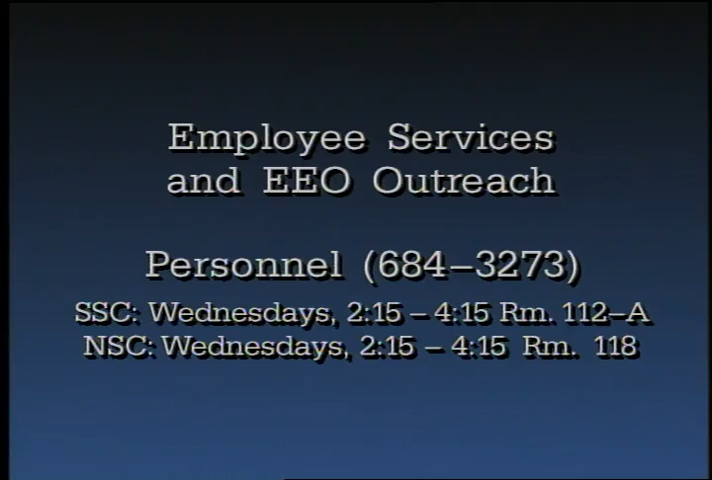 Employee Services
and EEO Outreach
Personnel (684–3273)
SSC: Wednesdays, 2:15 – 4:15 Rm. 112–A
NSC: Wednesdays, 2:15 – 4:15 Rm. 118